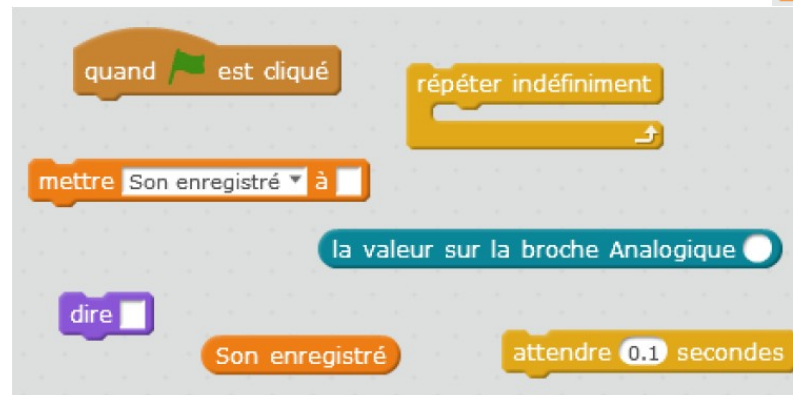 quand est cliqué
répéter indéfiniment
mettre Son enregistré à
la valeur sur la broche Analogique
dire
Son enregistré
attendre 0.1 secondes